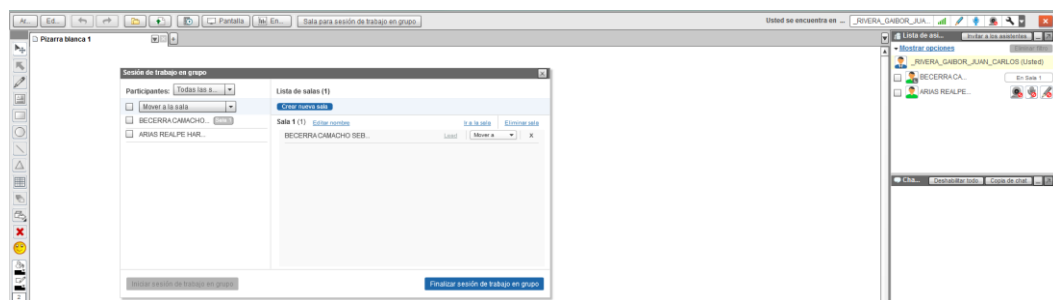 Ar... Ed... Pantalla En... Sala para sesión de trabajo en grupo Usted se encuentra en ... _RIVERA_GAIBOR_JUA...
Pizarra blanca 1
Lista de asi... Invitar a los asistentes
Mostrar opciones
_RIVERA_GAIBOR_JUAN_CARLOS (Usted)
BECERRA CA... En Sala 1
ARIAS REALPE...
Cha... Deshabilitar todo Copia de chat
Sesión de trabajo en grupo
Participantes: Todas las s...
Mover a la sala
BECERRA CAMACHO... Sala 1
ARIAS REALPE HAR...
Lista de salas (1)
Crear nueva sala
Sala 1 (1) Editar nombre Ir a la sala Eliminar sala
BECERRA CAMACHO SEB... Mover a X
Iniciar sesión de trabajo en grupo Finalizar sesión de trabajo en grupo
2